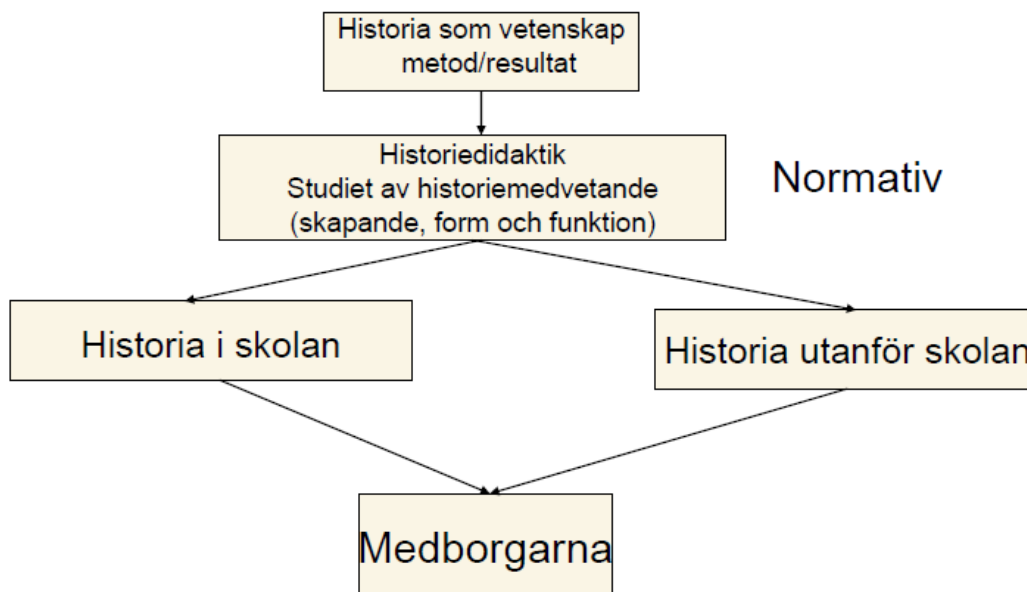 Historia som vetenskap
metod/resultat
Historiedidaktik
Studiet av historiemedvetande
(skapande, form och funktion)
Normativ
Historia i skolan
Historia utanför skolan
Medborgarna